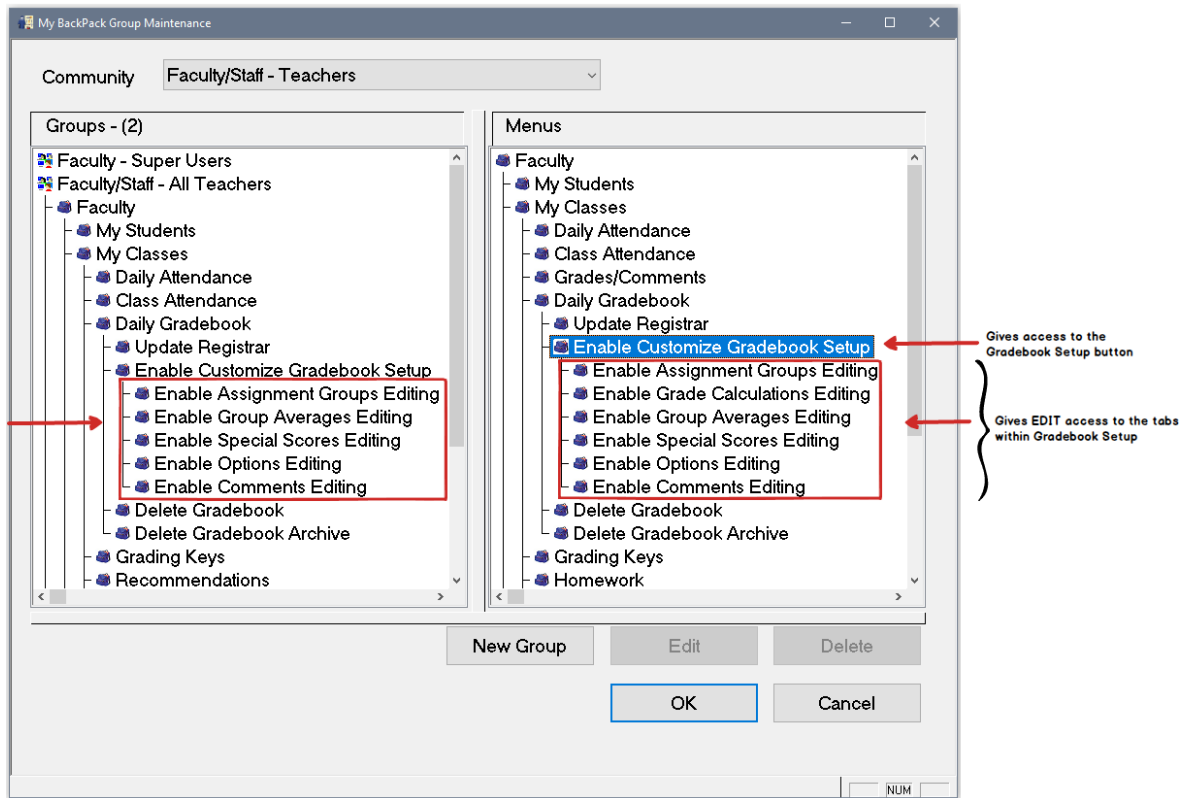 My BackPack Group Maintenance
Community
Faculty/Staff - Teachers
Groups - (2)
Faculty - Super Users
Faculty/Staff - All Teachers
Faculty
My Students
My Classes
Daily Attendance
Class Attendance
Daily Gradebook
Update Registrar
Enable Customize Gradebook Setup
Enable Assignment Groups Editing
Enable Group Averages Editing
Enable Special Scores Editing
Enable Options Editing
Enable Comments Editing
Delete Gradebook
Delete Gradebook Archive
Grading Keys
Recommendations
Menus
Faculty
My Students
My Classes
Daily Attendance
Class Attendance
Grades/Comments
Daily Gradebook
Update Registrar
Enable Customize Gradebook Setup
Enable Assignment Groups Editing
Enable Grade Calculations Editing
Enable Group Averages Editing
Enable Special Scores Editing
Enable Options Editing
Enable Comments Editing
Delete Gradebook
Delete Gradebook Archive
Grading Keys
Homework
Gives access to the
Gradebook Setup button
Gives EDIT access to the tabs
within Gradebook Setup
New Group
Edit
Delete
OK
Cancel
NUM